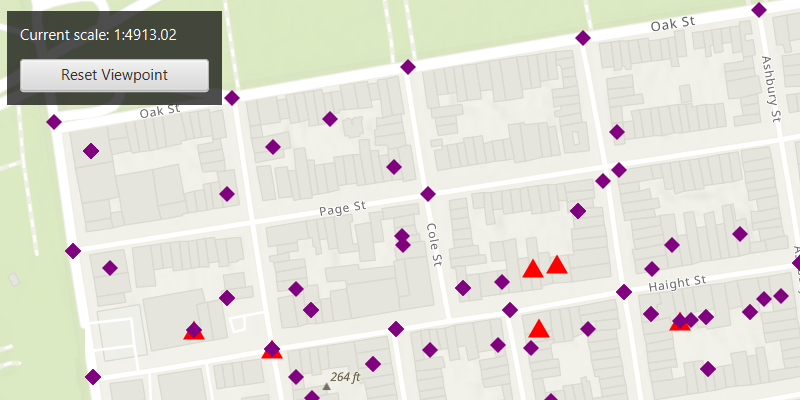 Current scale: 1:4913.02
Reset Viewpoint
Oak St
Oak St
Ashbury St
Page St
Cole St
Haight St
264 ft